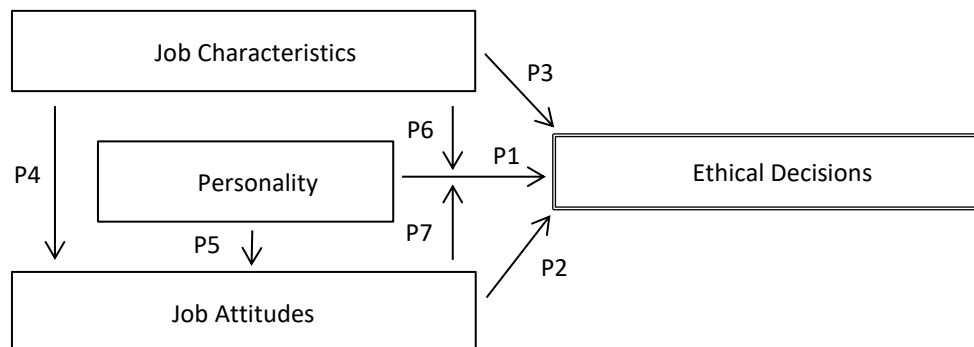 Job Characteristics
P3
P6
P1
P4
Personality
Ethical Decisions
P5
P7
P2
Job Attitudes